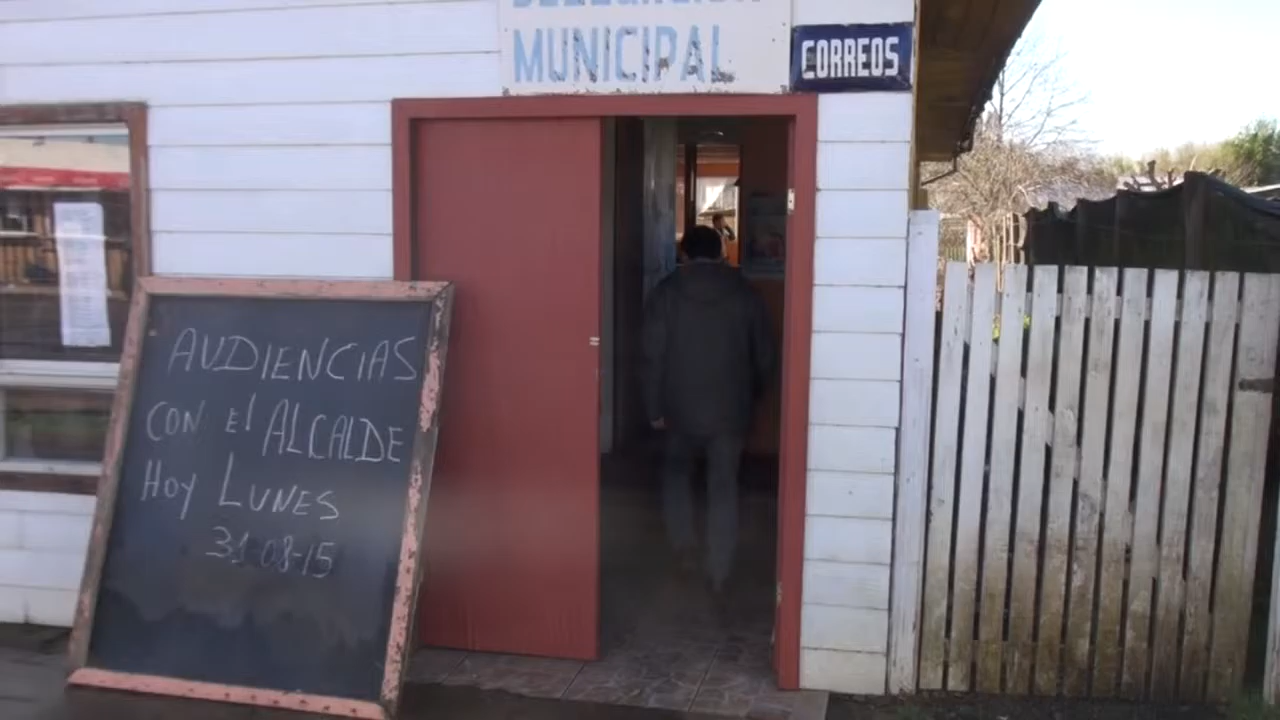 MUNICIPAL
CORREOS
AUDIENCIAS
CON el ALCALDE
Hoy LUNES
31-08-15